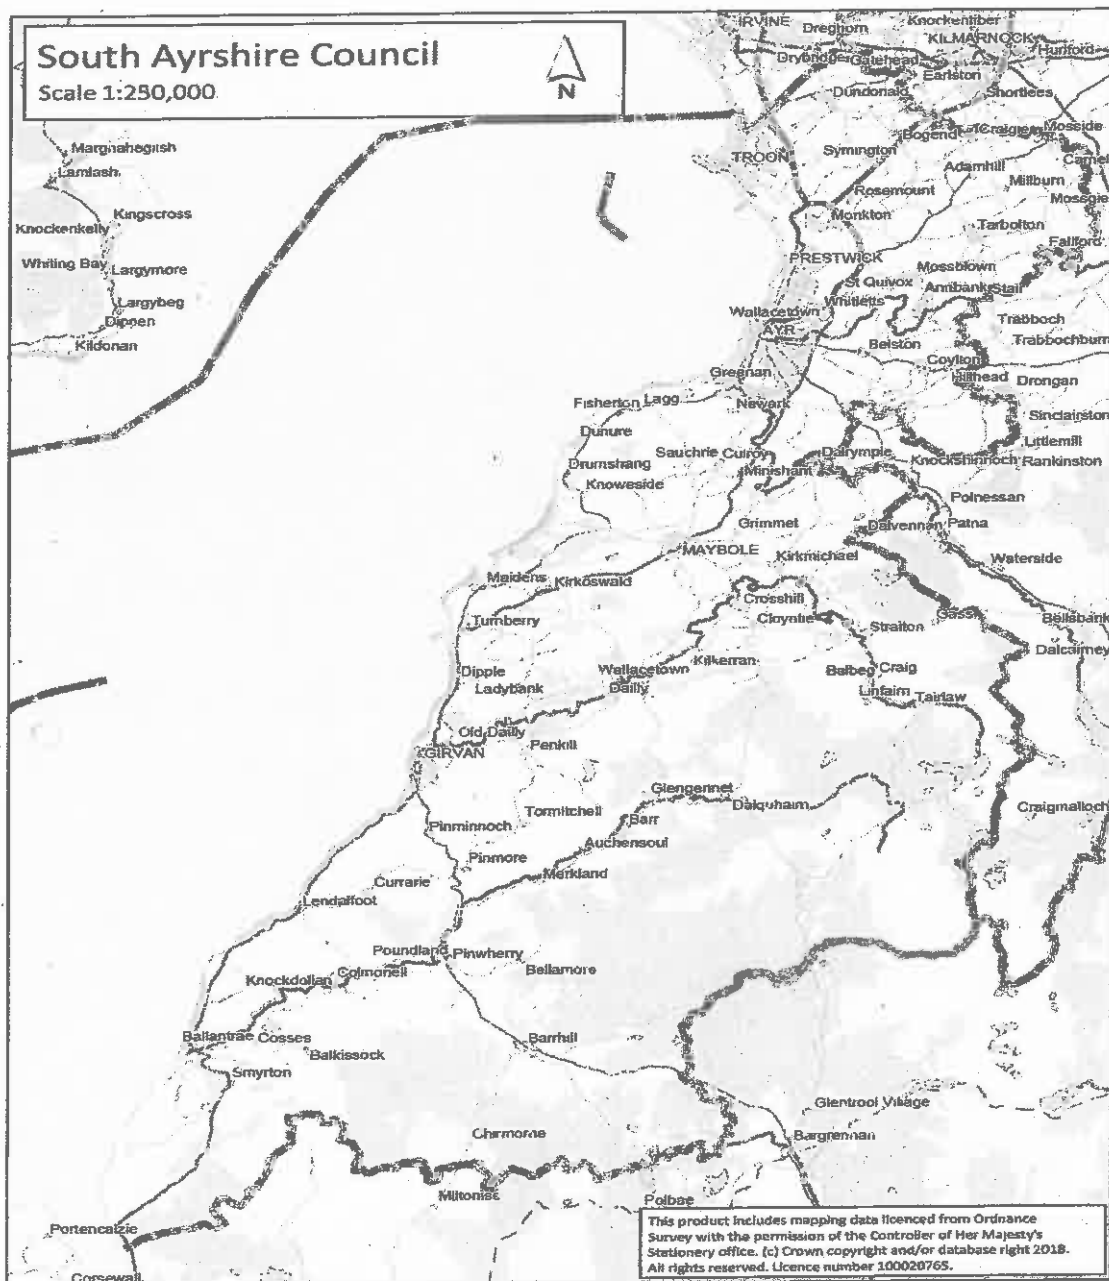 South Ayrshire Council
Scale 1:250,000
N
IRVINE
Dreghorn
Knockentiber
KILMARNOCK
Hurlford
Drybridge
Gatehead
Earlston
Dundonald
Shortlees
Bogend
Craigie
Mosside
TROON
Symington
Adamhill
Millburn
Rosemount
Monkton
Tarbolton
Failford
PRESTWICK
Mossblown
St Quivox
Annbank
Stair
Whitletts
Wallacetown
AYR
Trabboch
Belston
Trabbochburn
Coylton
Hillhead
Drongan
Greenan
Newark
Sinclairston
Littlemill
Marginaheglish
Lamlash
Kingscross
Knockenkelly
Whiting Bay
Largymore
Largybeg
Dippen
Kildonan
Fisherton
Lagg
Dunure
Sauchrie
Culroy
Dalrymple
Rankinston
Drumshang
Minishant
Knoweside
Polnessan
Grimmet
Dalvennan
Patna
MAYBOLE
Kirkmichael
Waterside
Maidens
Kirkoswald
Crosshill
Cloyntie
Turnberry
Straiton
Bellsbank
Dalcairney
Kilkerran
Wallacetown
Dipple
Ladybank
Dailly
Balbeg
Craig
Linfairn
Tairlaw
Old Dailly
GIRVAN
Penkill
Glengennet
Dalquhairn
Craigmalloch
Tormitchell
Barr
Pinminnoch
Auchensoul
Pinmore
Merkland
Currarie
Lendalfoot
Poundland
Pinwherry
Bellamore
Colmonell
Knockdolian
Ballantrae
Cosses
Barrhill
Balkissock
Smyrton
Glentrool Village
Chirmorie
Bargrennan
Miltonise
Polbae
Portencalzie
Corsewall
This product includes mapping data licenced from Ordnance
Survey with the permission of the Controller of Her Majesty's
Stationery office. (c) Crown copyright and/or database right 2018.
All rights reserved. Licence number 100020765.